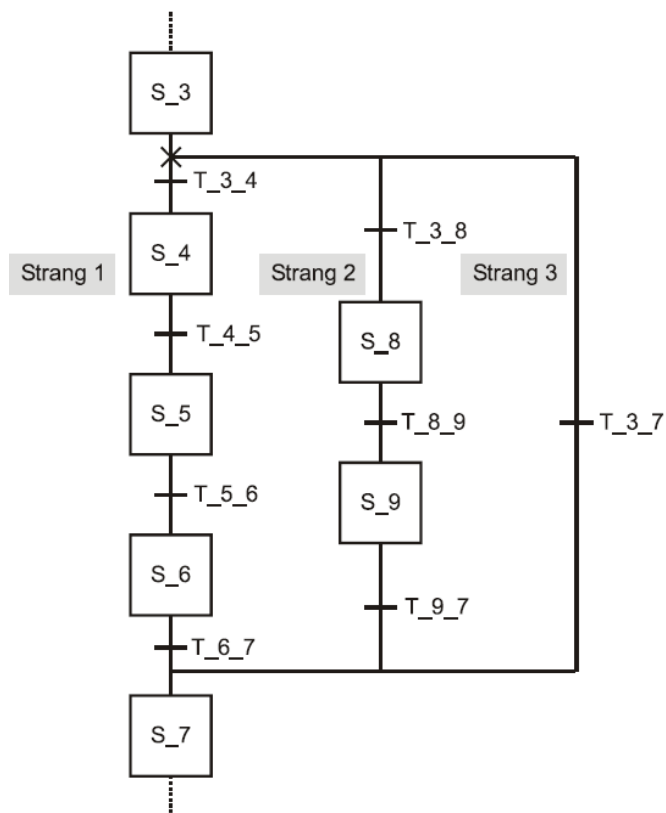 S_3
T_3_4
S_4
T_3_8
Strang 1
Strang 2
Strang 3
T_4_5
S_8
S_5
T_8_9
T_3_7
T_5_6
S_9
S_6
T_9_7
T_6_7
S_7